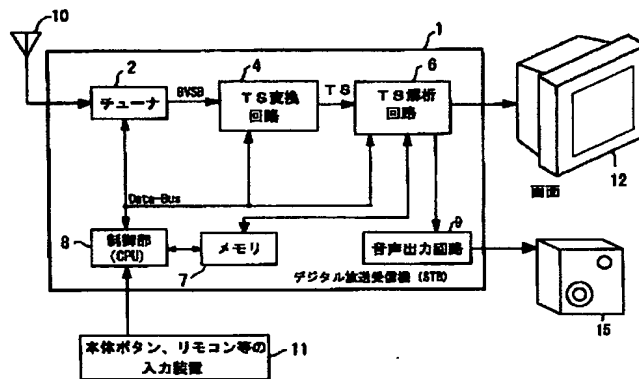 10
1
2
4
6
チューナ
8VSB
TS変換
回路
TS
TS解析
回路
12
画面
Data-Bus
8
制御部
(CPU)
7
メモリ
9
音声出力回路
デジタル放送受信機 (STB)
15
本体ボタン、リモコン等の
入力装置
11